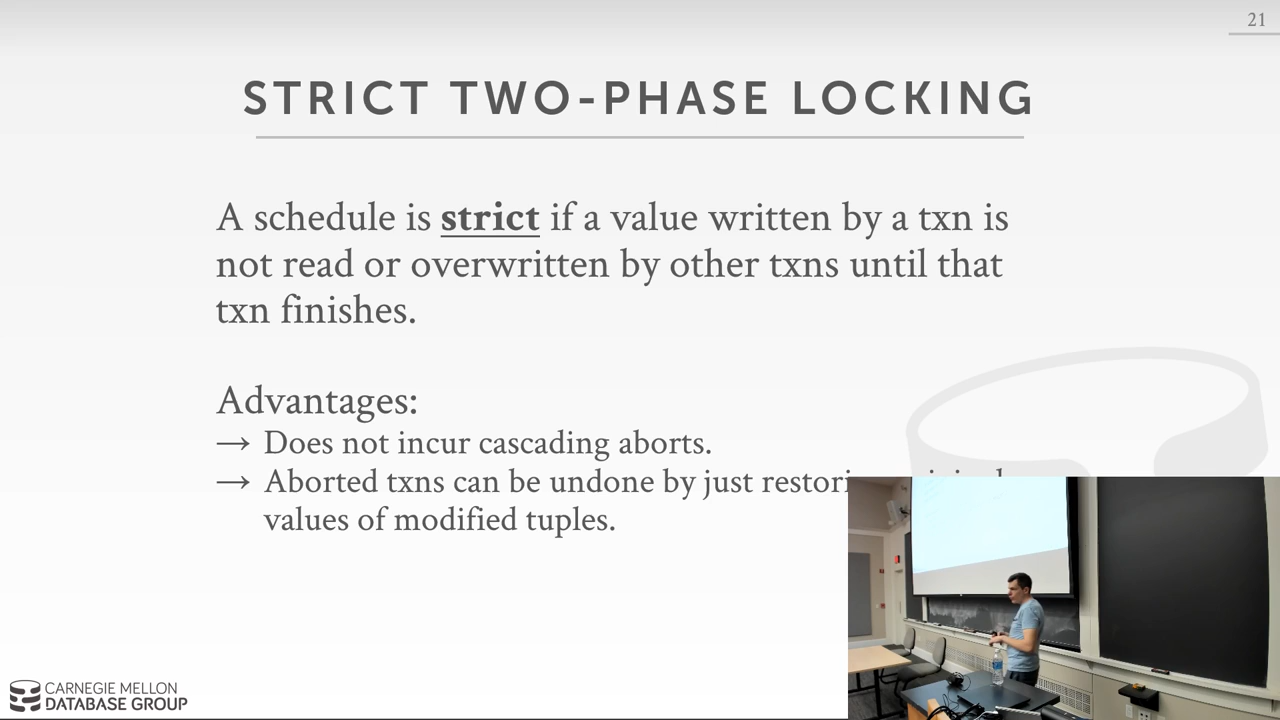 21
STRICT TWO-PHASE LOCKING
A schedule is strict if a value written by a txn is
not read or overwritten by other txns until that
txn finishes.
Advantages:
→ Does not incur cascading aborts.
→ Aborted txns can be undone by just
values of modified tuples.
CARNEGIE MELLON
DATABASE GROUP